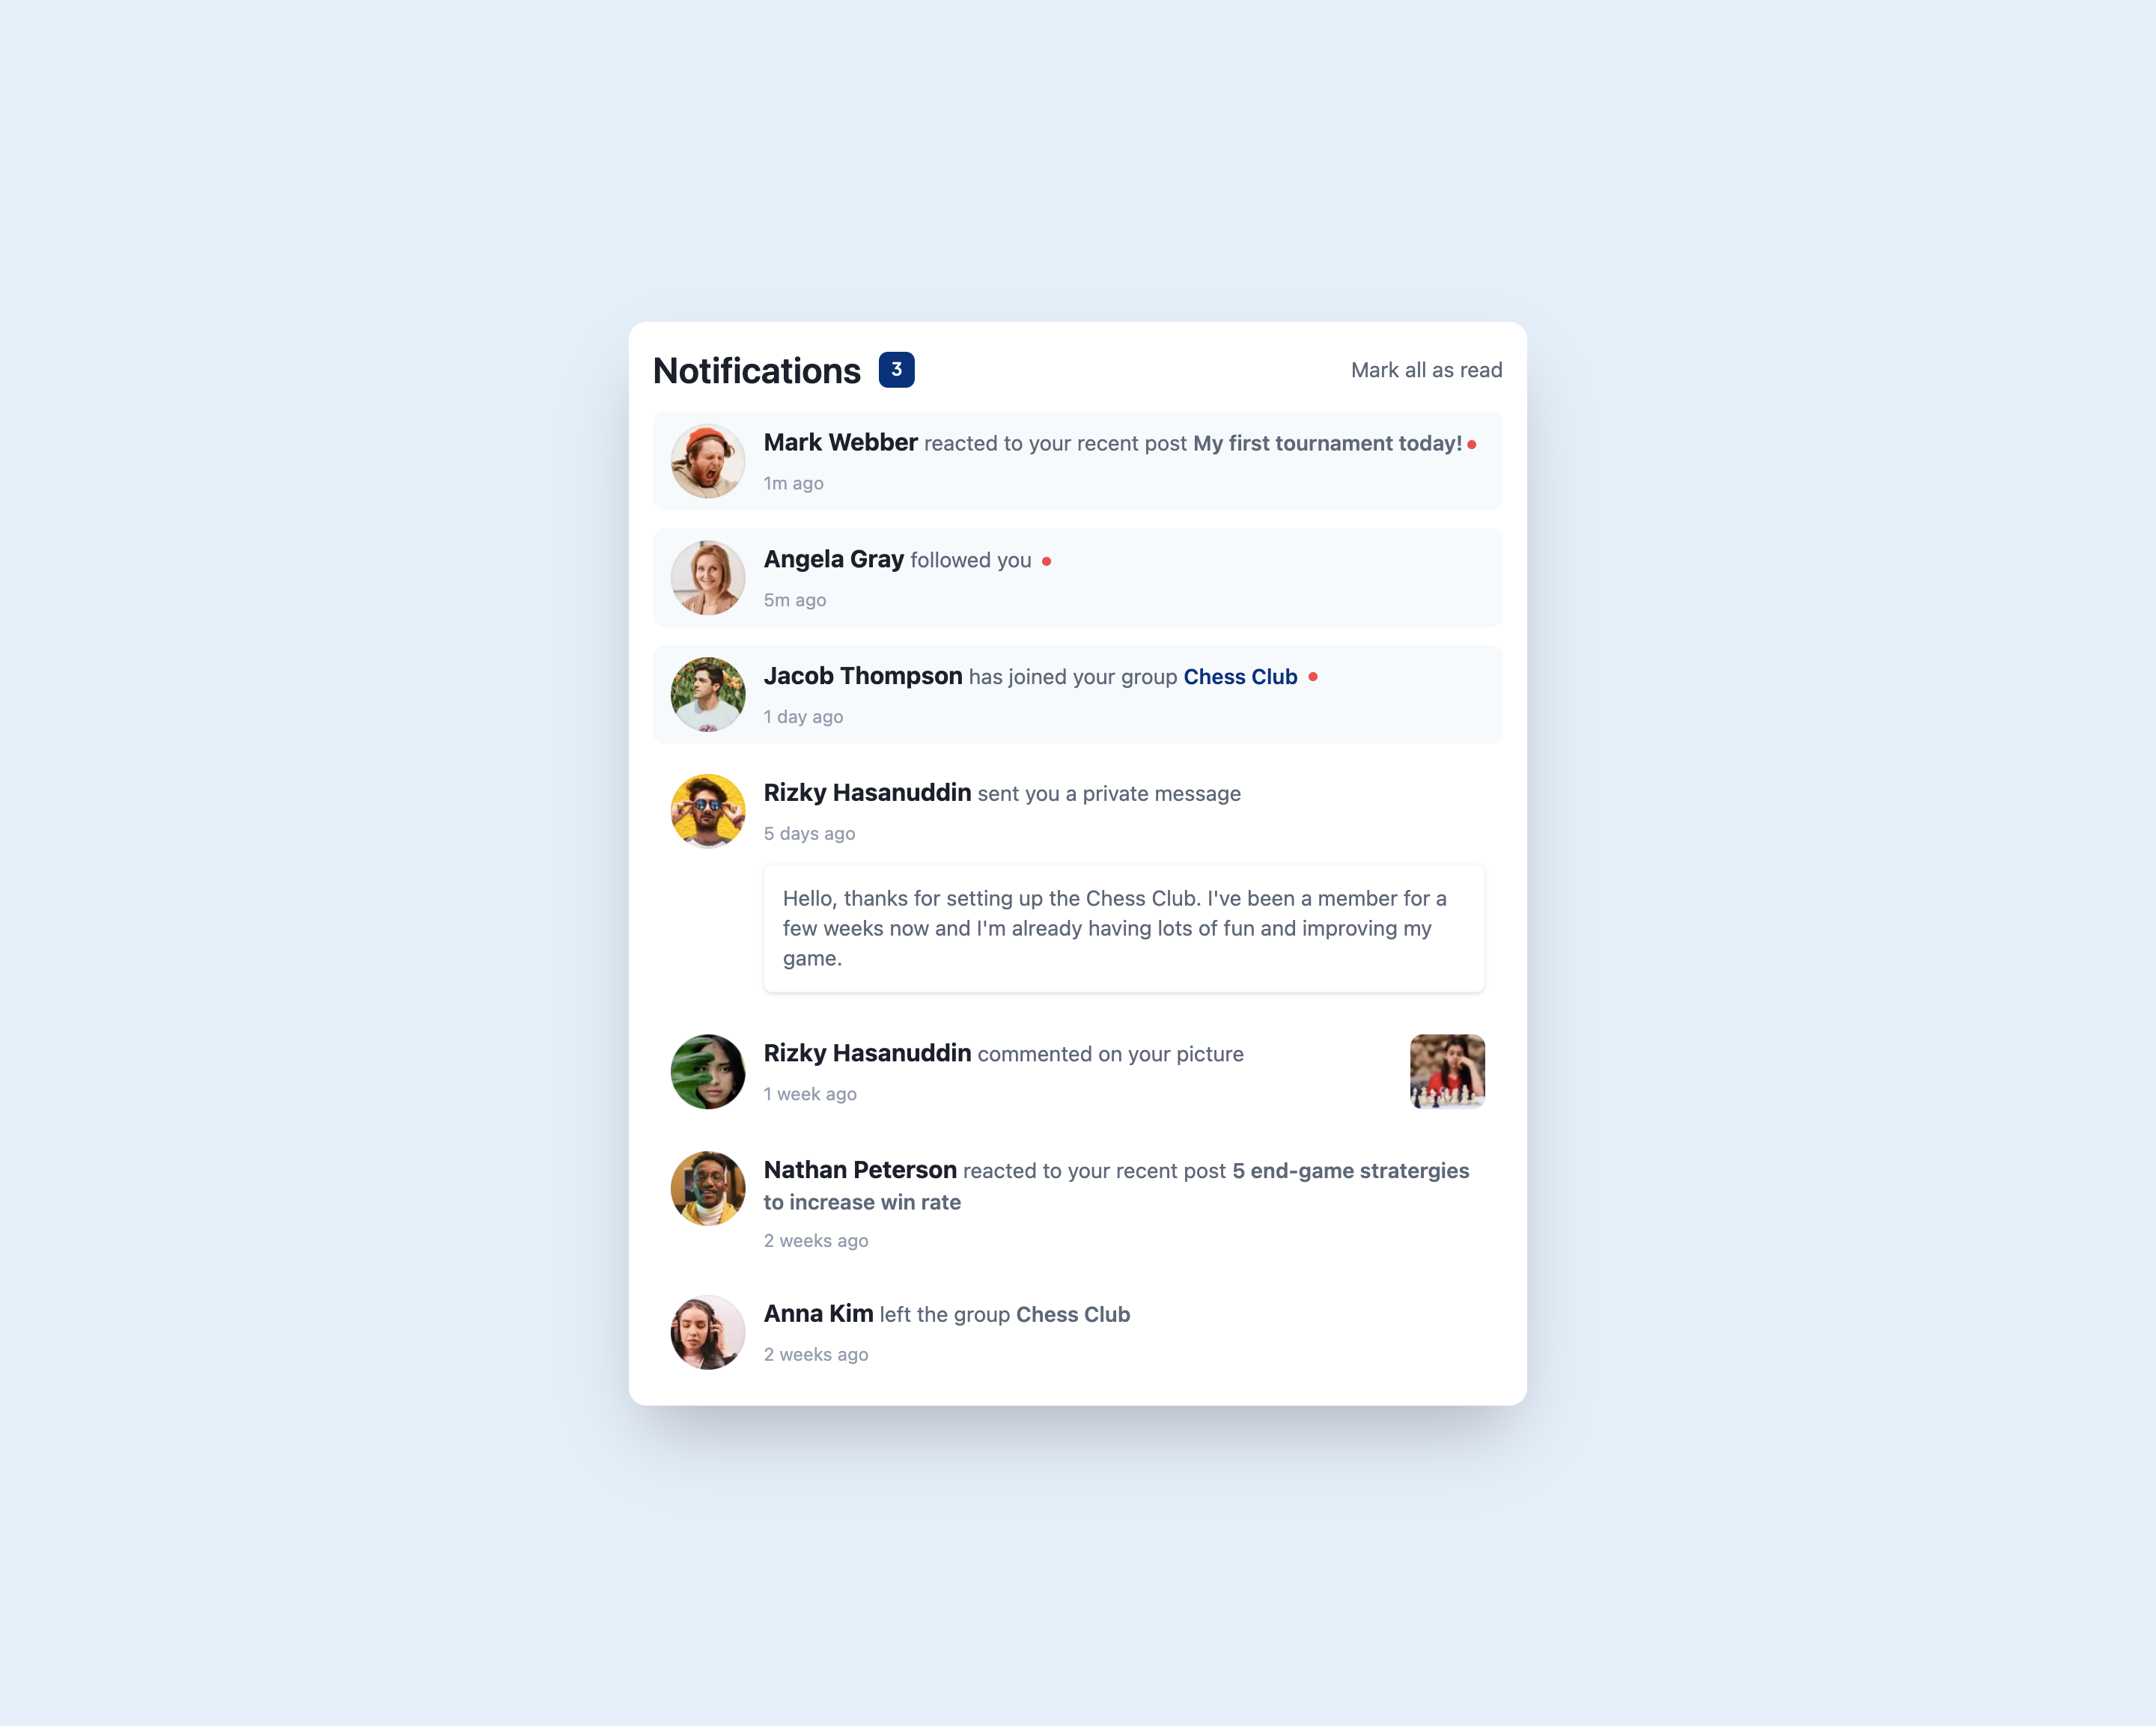 Notifications 3 Mark all as read
Mark Webber reacted to your recent post My first tournament today!
1m ago
Angela Gray followed you
5m ago
Jacob Thompson has joined your group Chess Club
1 day ago
Rizky Hasanuddin sent you a private message
5 days ago
Hello, thanks for setting up the Chess Club. I've been a member for a
few weeks now and I'm already having lots of fun and improving my
game.
Rizky Hasanuddin commented on your picture
1 week ago
Nathan Peterson reacted to your recent post 5 end-game stratergies
to increase win rate
2 weeks ago
Anna Kim left the group Chess Club
2 weeks ago